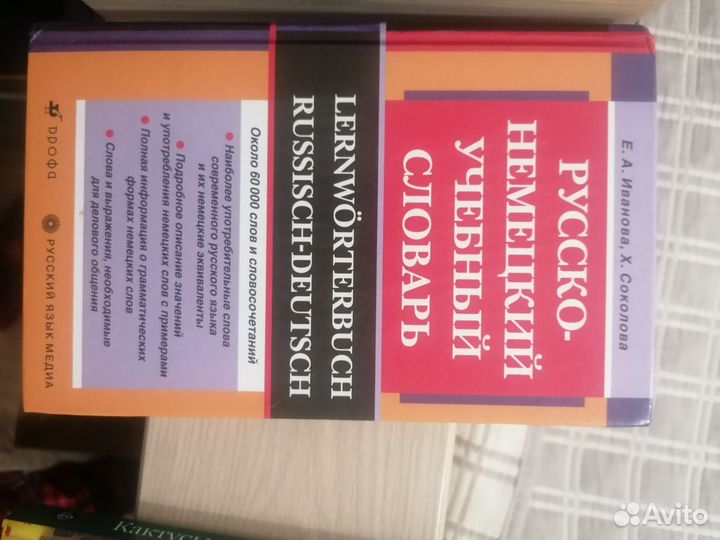 Е. А. Иванова, Х. Соколова
РУССКО-
НЕМЕЦКИЙ
УЧЕБНЫЙ
СЛОВАРЬ
LERNWÖRTERBUCH
RUSSISCH-DEUTSCH
Около 60 000 слов и словосочетаний
Наиболее употребительные слова
современного русского языка
и их немецкие эквиваленты
Подробное описание значений
и употребления немецких слов с примерами
Полная информация о грамматических
формах немецких слов
Слова и выражения, необходимые
для делового общения
дрофа
РУССКИЙ ЯЗЫК МЕДИА
Кактусы
Avito